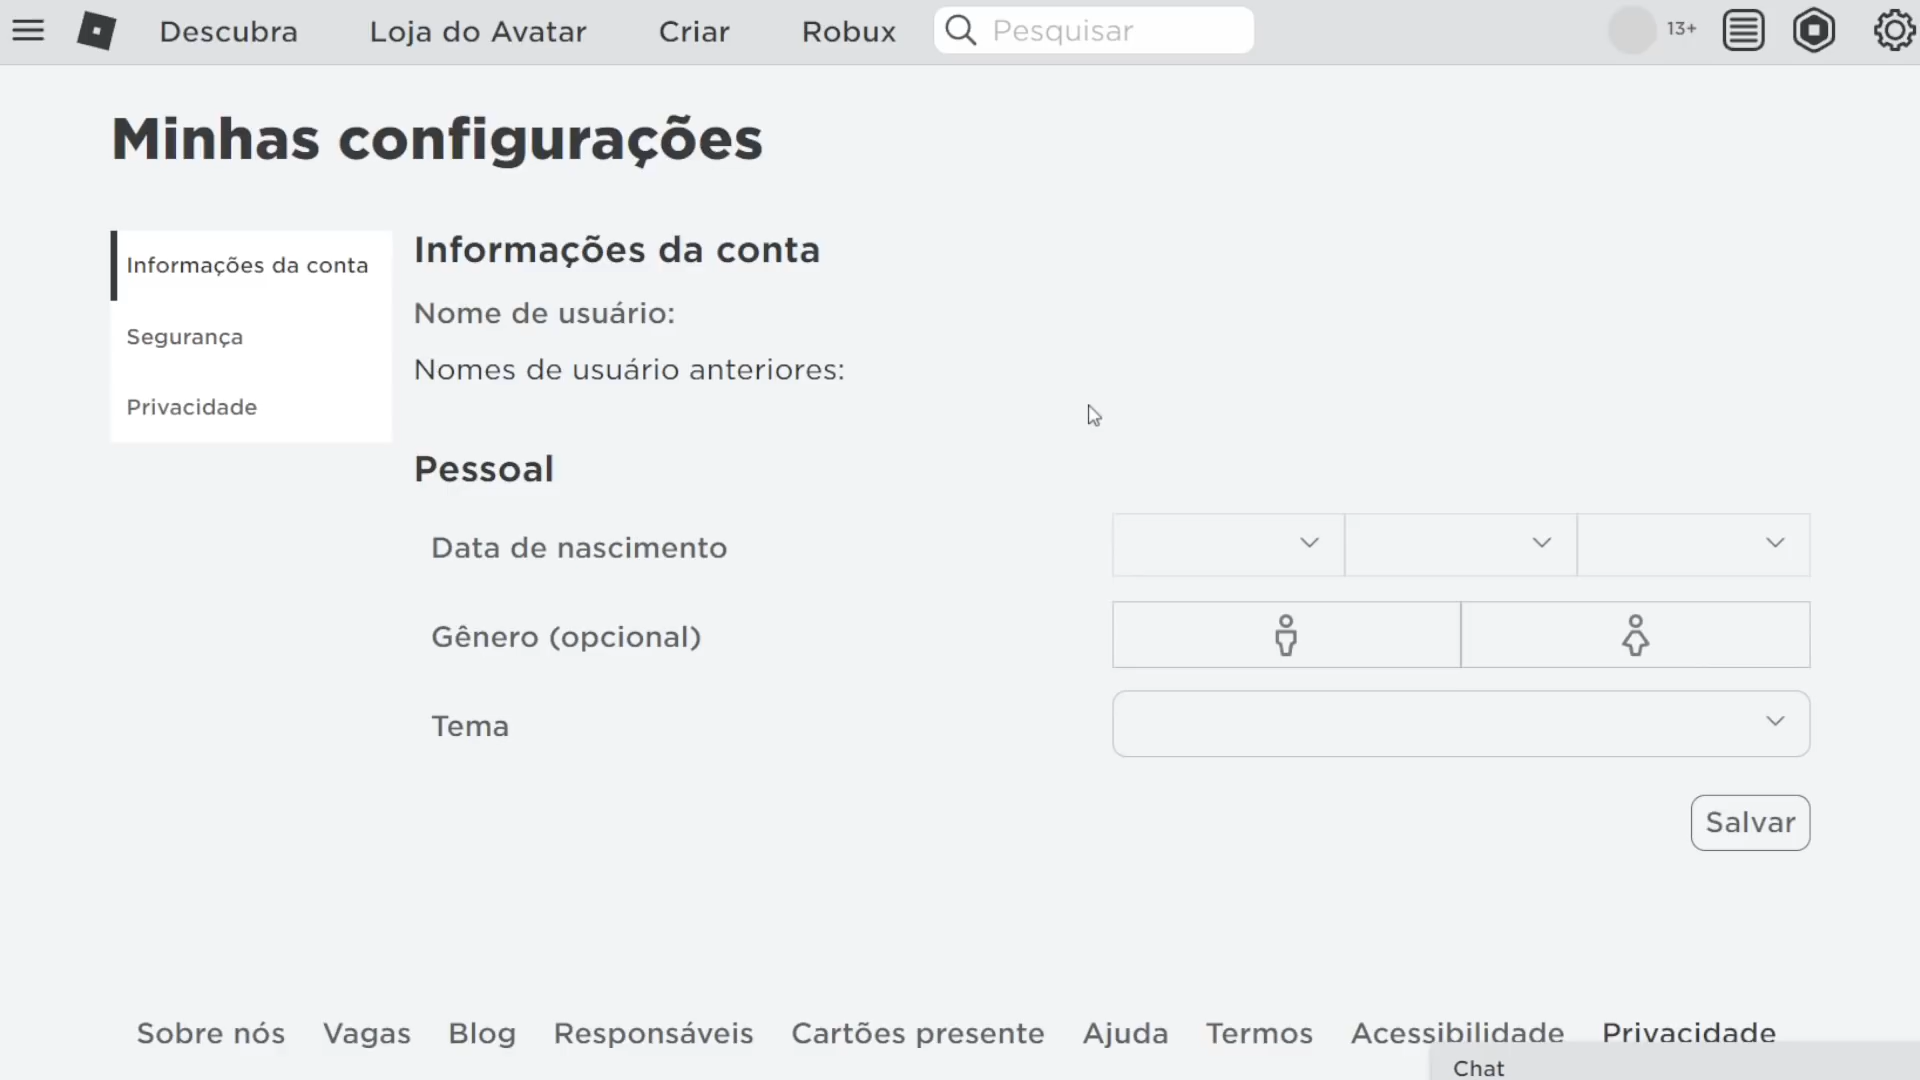 Descubra Loja do Avatar Criar Robux Pesquisar 13+
Minhas configurações
Informações da conta
Segurança
Privacidade
Informações da conta
Nome de usuário:
Nomes de usuário anteriores:
Pessoal
Data de nascimento
Gênero (opcional)
Tema
Salvar
Sobre nós Vagas Blog Responsáveis Cartões presente Ajuda Termos Acessibilidade Privacidade
Chat